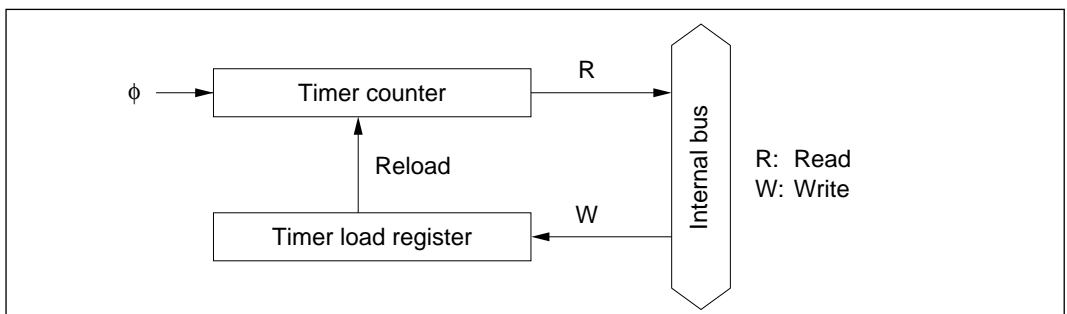 R
ϕ
Timer counter
Reload
Internal bus
R: Read
W: Write
W
Timer load register